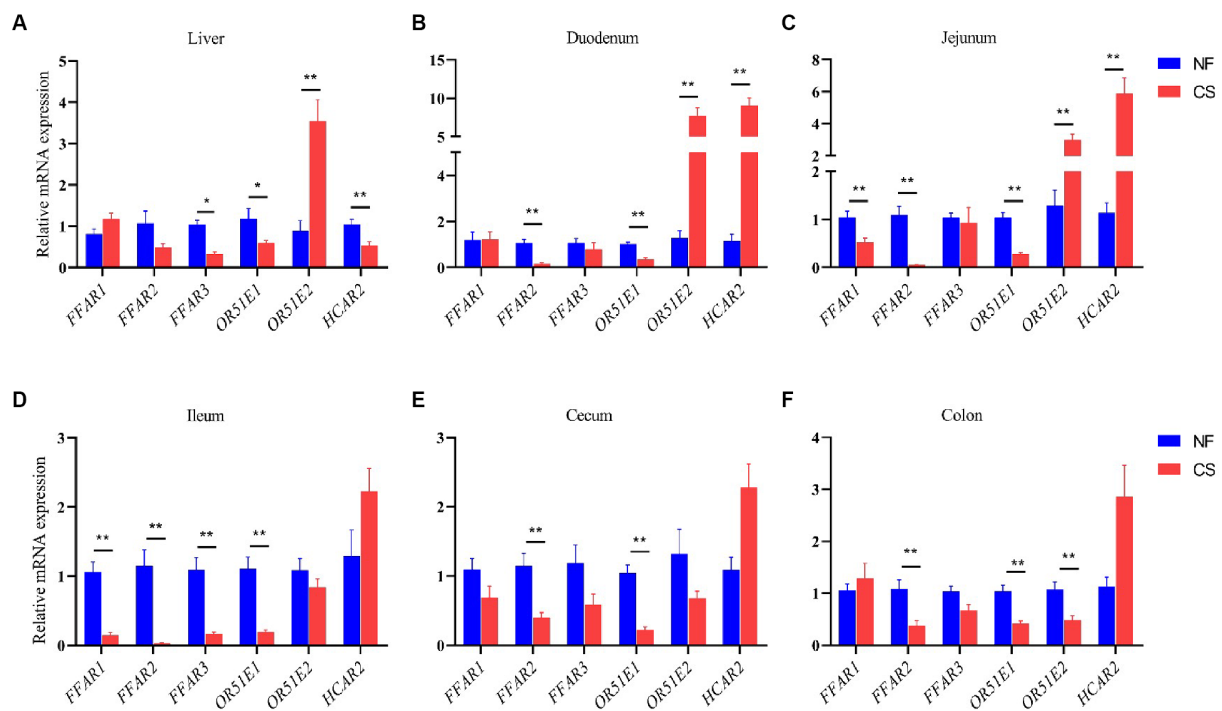 A
Liver
Relative mRNA expression
5
4
3
2
1
0
*
*
**
**
FFAR1
FFAR2
FFAR3
OR51E1
OR51E2
HCAR2
B
Duodenum
15
10
5
4
2
0
**
**
**
**
FFAR1
FFAR2
FFAR3
OR51E1
OR51E2
HCAR2
C
Jejunum
8
6
4
2
2
1
0
**
**
**
**
**
FFAR1
FFAR2
FFAR3
OR51E1
OR51E2
HCAR2
NF
CS
D
Ileum
Relative mRNA expression
3
2
1
0
**
**
**
**
FFAR1
FFAR2
FFAR3
OR51E1
OR51E2
HCAR2
E
Cecum
3
2
1
0
**
**
FFAR1
FFAR2
FFAR3
OR51E1
OR51E2
HCAR2
F
Colon
4
3
2
1
0
**
**
**
FFAR1
FFAR2
FFAR3
OR51E1
OR51E2
HCAR2
NF
CS